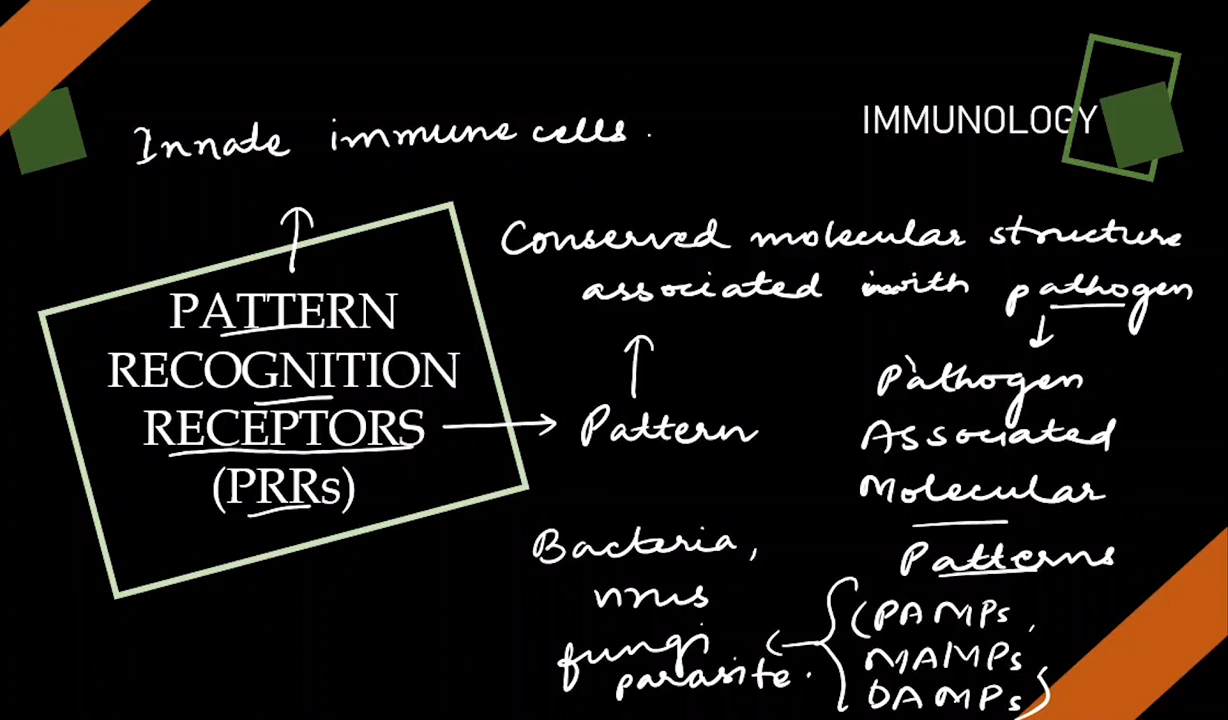 IMMUNOLOGY
Innate immune cells.
PATTERN
RECOGNITION
RECEPTORS
(PRRs)
Conserved molecular structure
associated with pathogen
Pattern
Pathogen
Associated
Molecular
Patterns
(PAMPs,
MAMPs
DAMPs)
Bacteria,
virus
fungi
parasite.